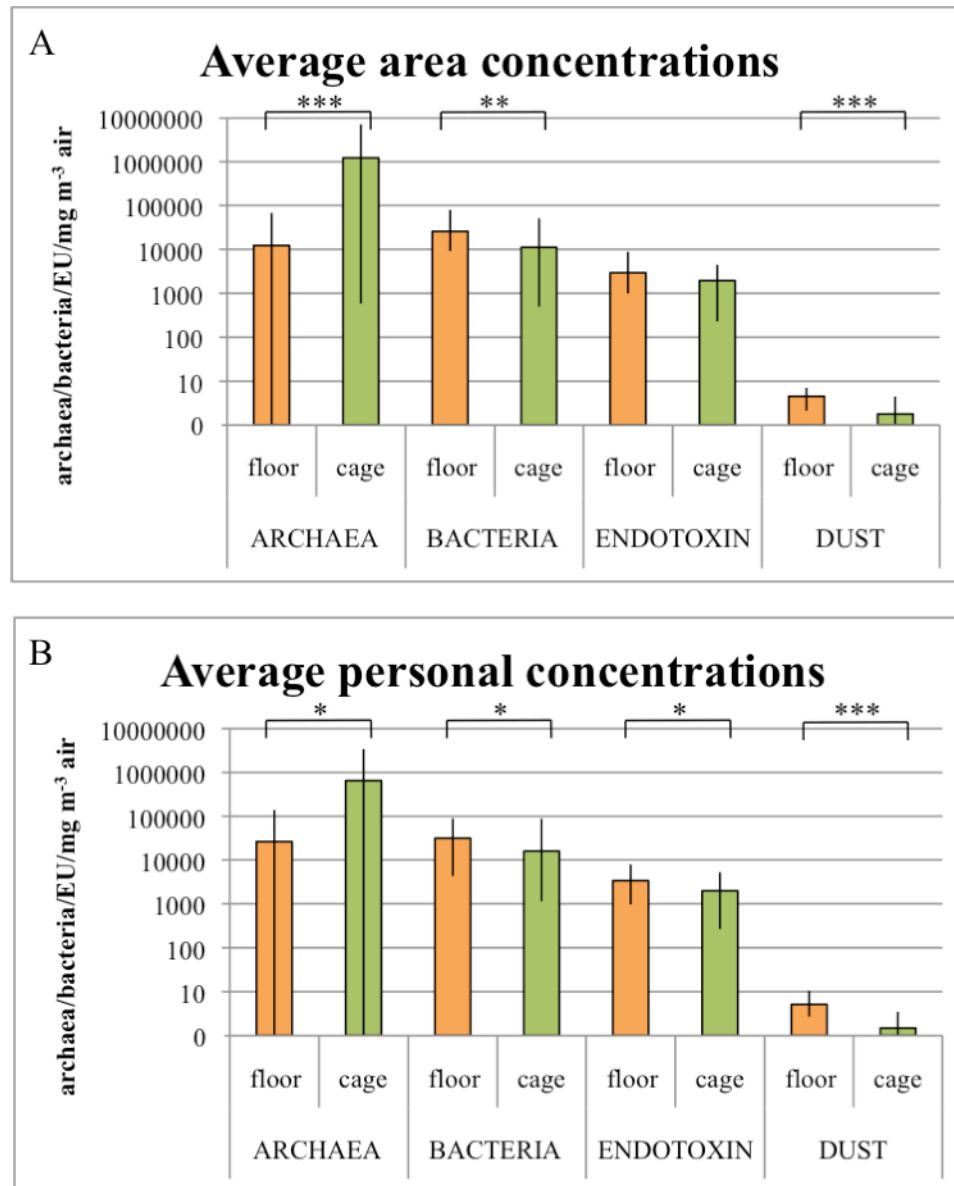 A
Average area concentrations
archaea/bacteria/EU/mg m-3 air
*** ** ***
10000000
1000000
100000
10000
1000
100
10
0
floor cage floor cage floor cage floor cage
ARCHAEA BACTERIA ENDOTOXIN DUST
B
Average personal concentrations
archaea/bacteria/EU/mg m-3 air
* * * ***
10000000
1000000
100000
10000
1000
100
10
0
floor cage floor cage floor cage floor cage
ARCHAEA BACTERIA ENDOTOXIN DUST